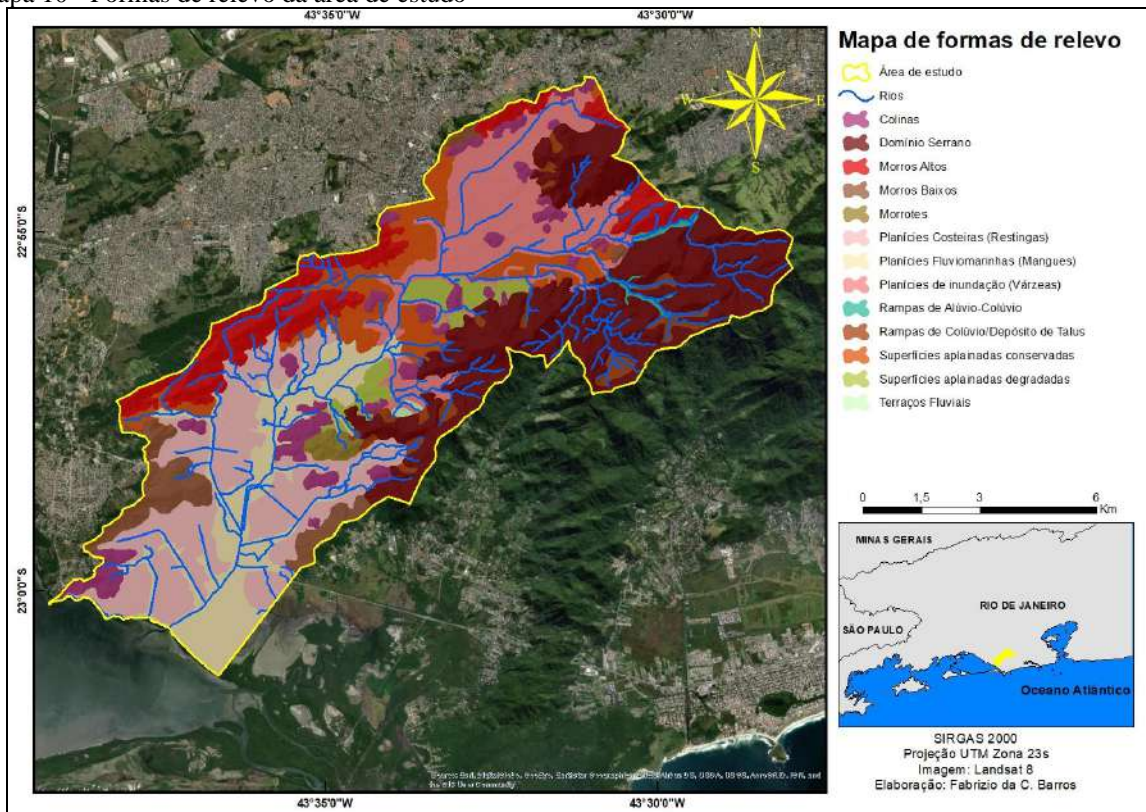 apa 10 - Formas de relevo da área de estudo
43°35'0"W
43°30'0"W
22°55'0"S
23°0'0"S
43°35'0"W
43°30'0"W
N
W
E
S
Mapa de formas de relevo
Área de estudo
Rios
Colinas
Domínio Serrano
Morros Altos
Morros Baixos
Morrotes
Planícies Costeiras (Restingas)
Planícies Fluviomarinhas (Mangues)
Planícies de inundação (Várzeas)
Rampas de Alúvio-Colúvio
Rampas de Colúvio/Depósito de Talus
Superfícies aplainadas conservadas
Superfícies aplainadas degradadas
Terraços Fluviais
0 1,5 3 6
Km
MINAS GERAIS
RIO DE JANEIRO
SÃO PAULO
Oceano Atlântico
SIRGAS 2000
Projeção UTM Zona 23s
Imagem: Landsat 8
Elaboração: Fabrizio da C. Barros